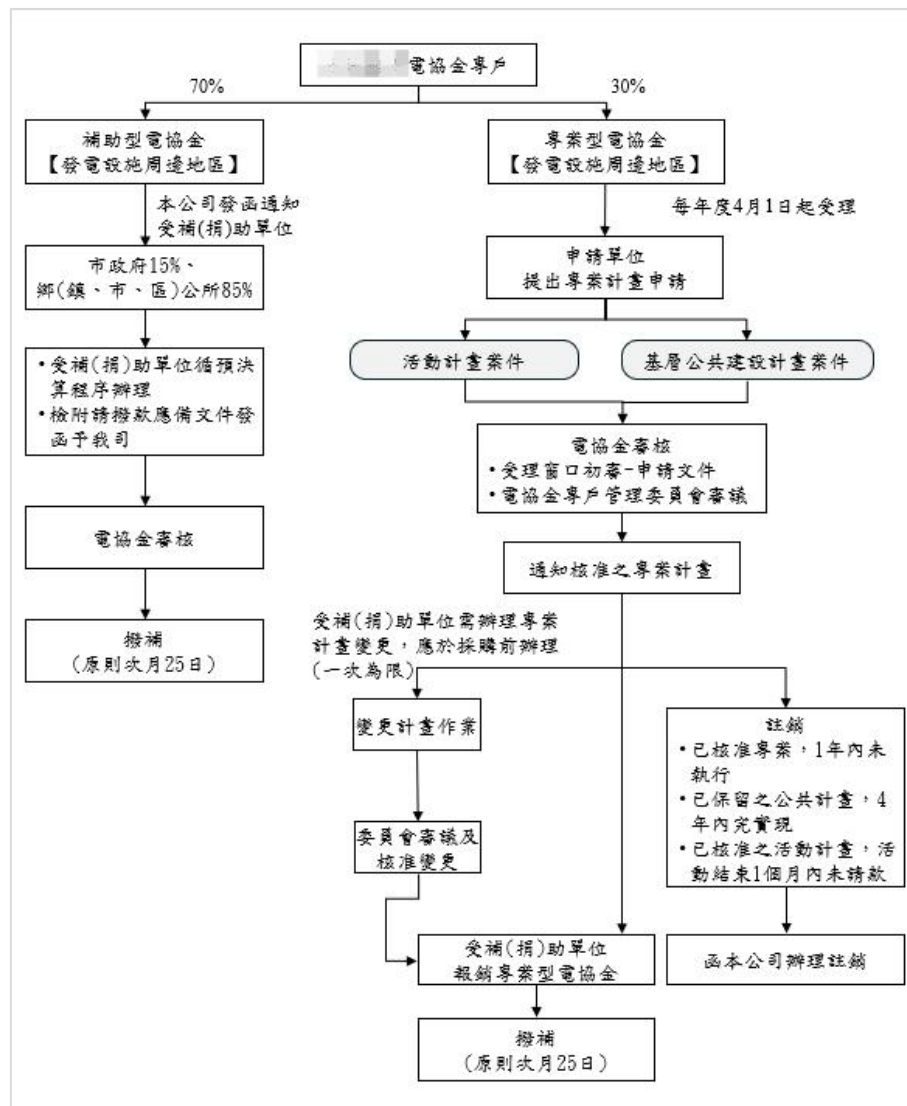 電協金專戶
70%
30%
補助型電協金
【發電設施周邊地區】
專案型電協金
【發電設施周邊地區】
本公司發函通知
受補(捐)助單位
每年度4月1日起受理
市政府15%、
鄉(鎮、市、區)公所85%
申請單位
提出專案計畫申請
活動計畫案件
基層公共建設計畫案件
•受補(捐)助單位循預決
算程序辦理
•檢附請撥款應備文件發
函予我司
電協金審核
•受理窗口初審-申請文件
•電協金專戶管理委員會審議
電協金審核
通知核准之專案計畫
撥補
(原則次月25日)
受補(捐)助單位需辦理專案
計畫變更,應於採購前辦理
(一次為限)
變更計畫作業
註銷
•已核准專案,1年內未
執行
•已保留之公共計畫,4
年內完實現
•已核准之活動計畫,活
動結束1個月內未請款
委員會審議及
核准變更
受補(捐)助單位
報銷專案型電協金
函本公司辦理註銷
撥補
(原則次月25日)